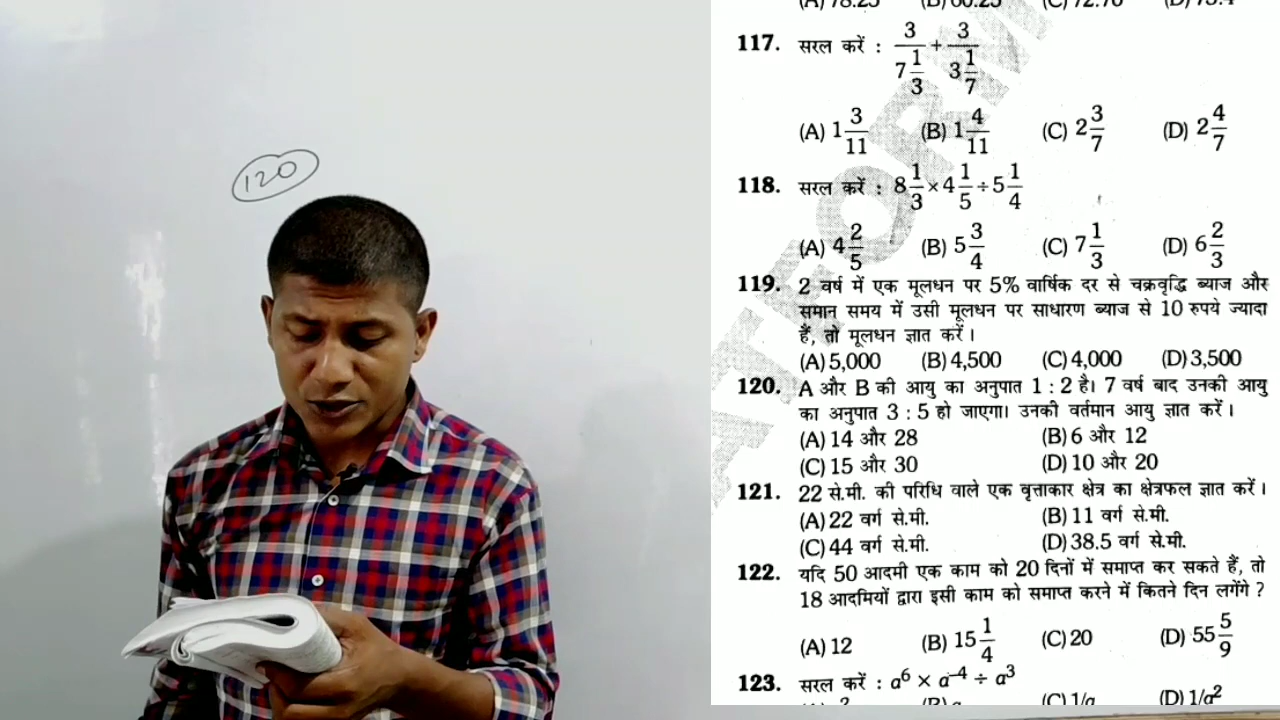 120
117. सरल करें : 3/7 1/3 + 3/3 1/7
(A) 1 3/11 (B) 1 4/11 (C) 2 3/7 (D) 2 4/7
118. सरल करें : 8 1/3 × 4 1/5 ÷ 5 1/4
(A) 4 2/5 (B) 5 3/4 (C) 7 1/3 (D) 6 2/3
119. 2 वर्ष में एक मूलधन पर 5% वार्षिक दर से चक्रवृद्धि ब्याज और
समान समय में उसी मूलधन पर साधारण ब्याज से 10 रुपये ज्यादा
हैं, तो मूलधन ज्ञात करें।
(A) 5,000 (B) 4,500 (C) 4,000 (D) 3,500
120. A और B की आयु का अनुपात 1 : 2 है। 7 वर्ष बाद उनकी आयु
का अनुपात 3 : 5 हो जाएगा। उनकी वर्तमान आयु ज्ञात करें।
(A) 14 और 28 (B) 6 और 12
(C) 15 और 30 (D) 10 और 20
121. 22 से.मी. की परिधि वाले एक वृत्ताकार क्षेत्र का क्षेत्रफल ज्ञात करें।
(A) 22 वर्ग से.मी. (B) 11 वर्ग से.मी.
(C) 44 वर्ग से.मी. (D) 38.5 वर्ग से.मी.
122. यदि 50 आदमी एक काम को 20 दिनों में समाप्त कर सकते हैं, तो
18 आदमियों द्वारा इसी काम को समाप्त करने में कितने दिन लगेंगे ?
(A) 12 (B) 15 1/4 (C) 20 (D) 55 5/9
123. सरल करें : a⁶ × a⁻⁴ ÷ a³
(C) 1/a (D) 1/a²